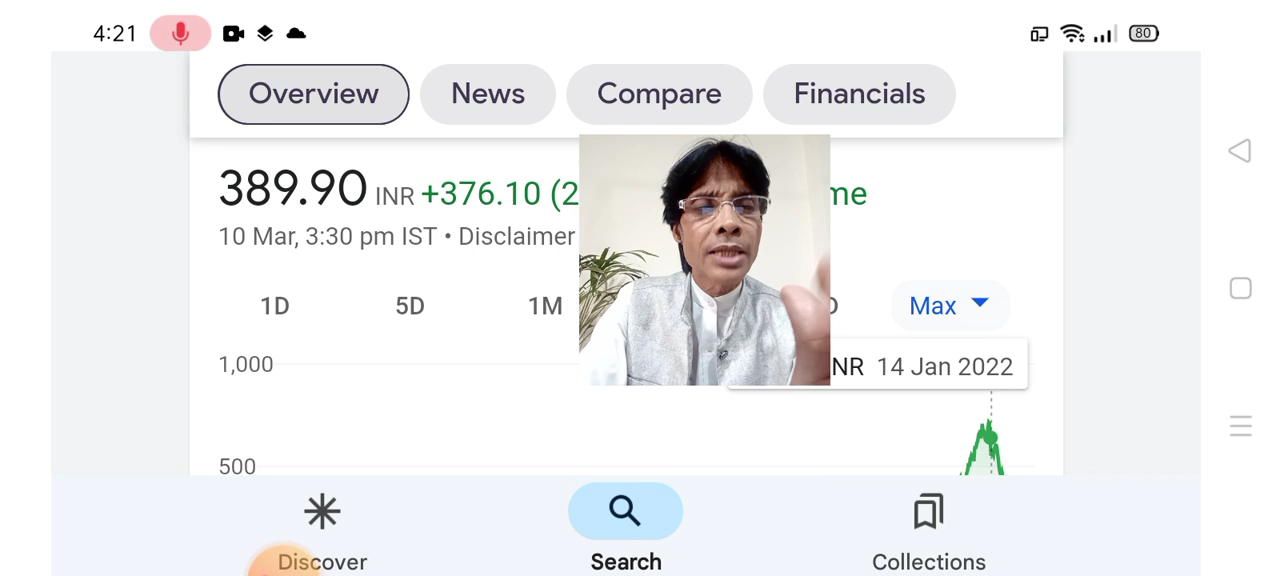 4:21 80
Overview News Compare Financials
389.90 INR +376.10 (2 me
10 Mar, 3:30 pm IST • Disclaimer
1D 5D 1M Max
1,000 NR 14 Jan 2022
500
Discover Search Collections